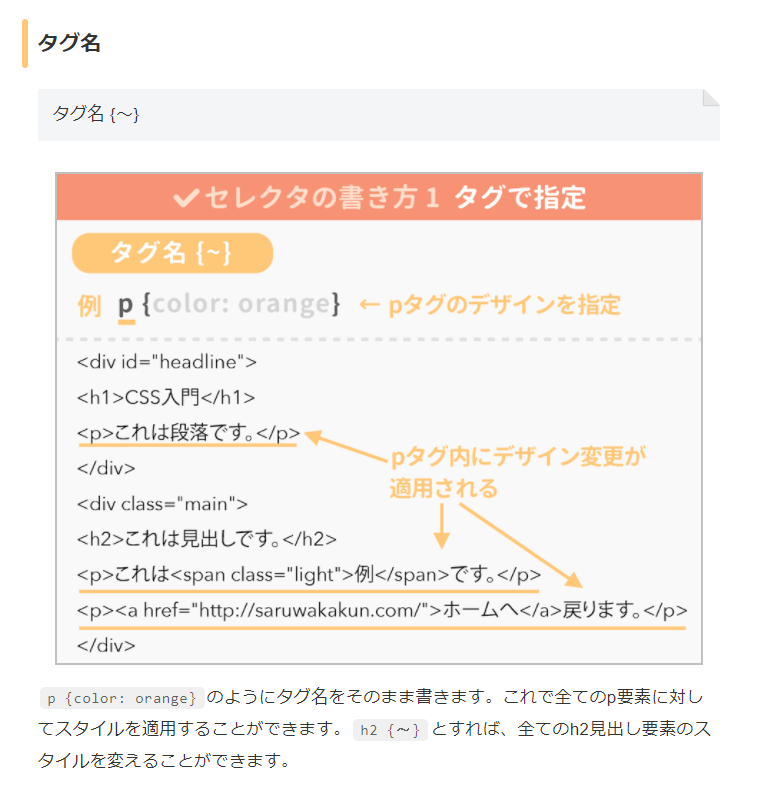 タグ名
タグ名 {〜}
セレクタの書き方1 タグで指定
タグ名 {~}
例 p {color: orange} ← pタグのデザインを指定
<div id="headline">
<h1>CSS入門</h1>
<p>これは段落です。</p>
pタグ内にデザイン変更が
適用される
</div>
<div class="main">
<h2>これは見出しです。</h2>
<p>これは<span class="light">例</span>です。</p>
<p><a href="http://saruwakakun.com/">ホームへ</a>戻ります。</p>
</div>
p {color: orange} のようにタグ名をそのまま書きます。これで全てのp要素に対し
てスタイルを適用することができます。 h2 {〜} とすれば、全てのh2見出し要素のス
タイルを変えることができます。